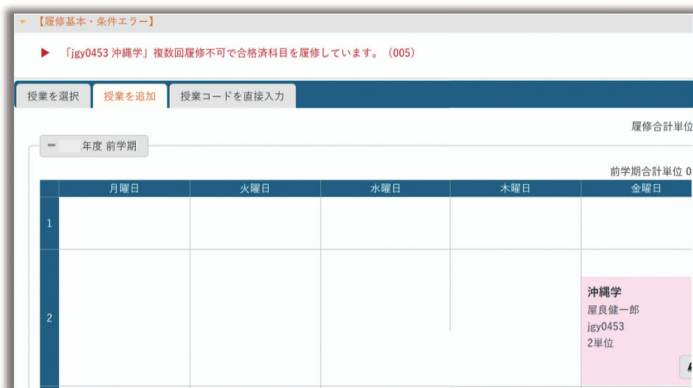 【履修基本・条件エラー】
「jgy0453 沖縄学」複数回履修不可で合格済科目を履修しています。（005）
授業を選択 授業を追加 授業コードを直接入力
履修合計単位
年度 前学期
前学期合計単位 0
月曜日 火曜日 水曜日 木曜日 金曜日
1
沖縄学
屋良健一郎
2 jgy0453
2単位